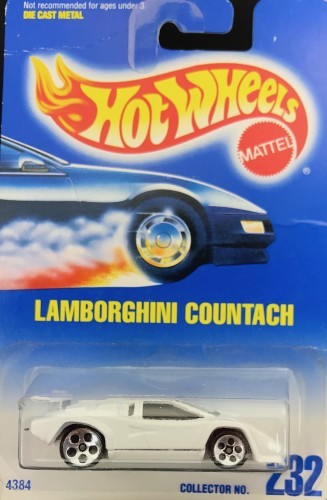 Not recommended for ages under 3
DIE CAST METAL
HOT WHEELS
MATTEL
®
LAMBORGHINI COUNTACH
4384
COLLECTOR NO. 232